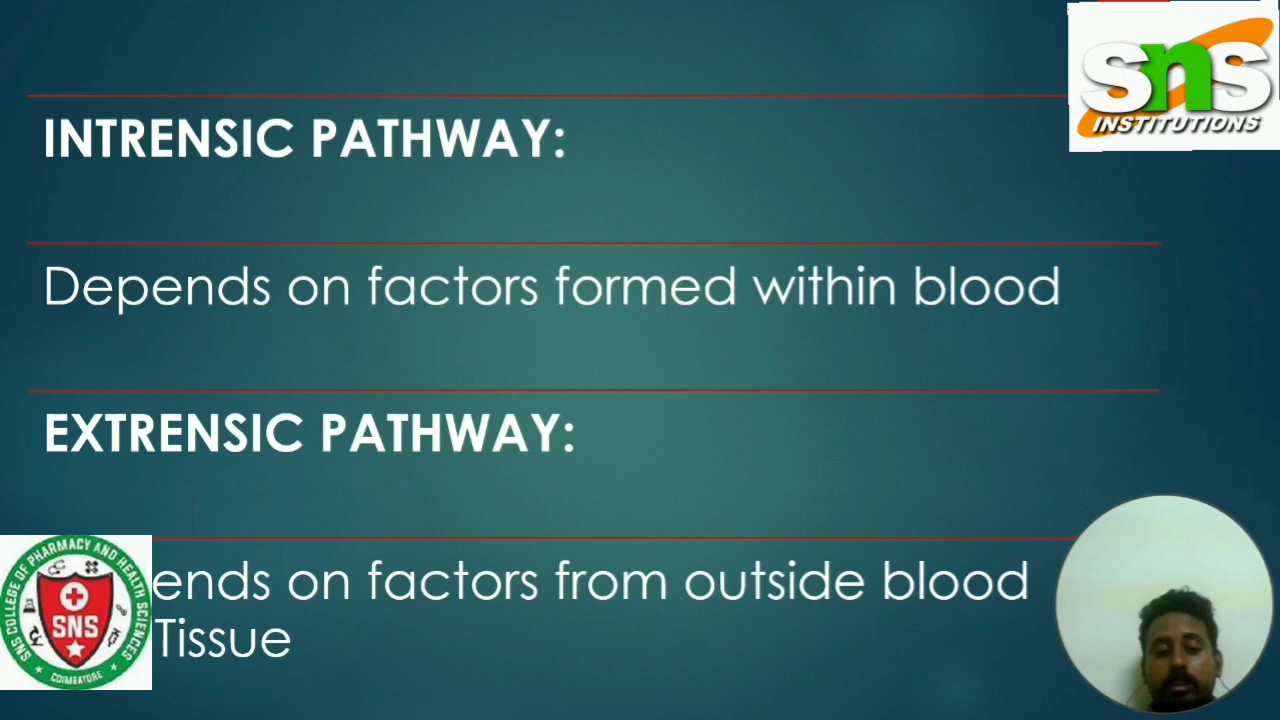 INTRENSIC PATHWAY:
Depends on factors formed within blood
EXTRENSIC PATHWAY:
ends on factors from outside blood
Tissue
sns
INSTITUTIONS
SNS COLLEGE OF PHARMACY AND HEALTH SCIENCES
SNS
COIMBATORE